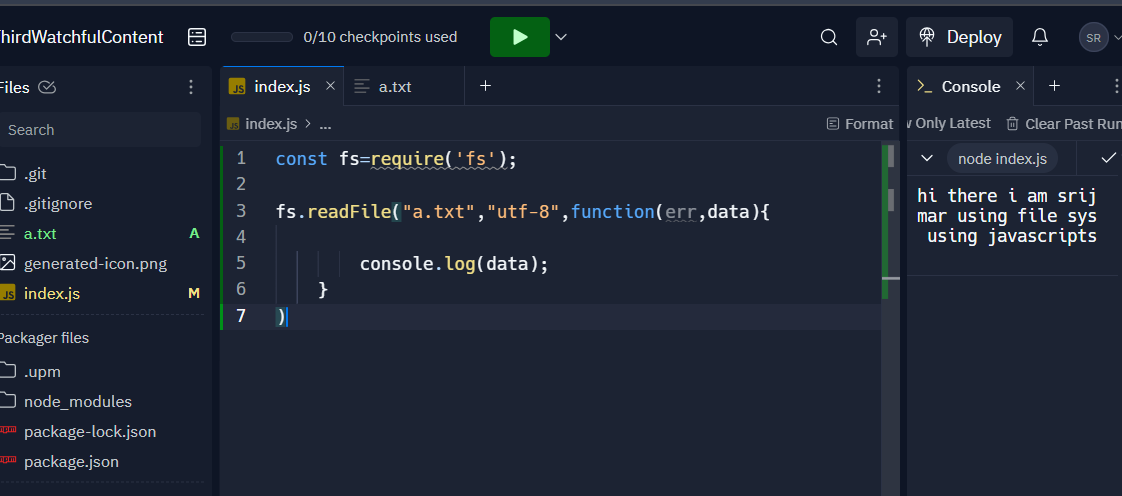 hirdWatchfulContent
0/10 checkpoints used
Deploy
SR
Files
index.js
a.txt
Console
Search
index.js > ...
Format
Only Latest
Clear Past Run
.git
.gitignore
a.txt A
generated-icon.png
index.js M
Packager files
.upm
node_modules
package-lock.json
package.json
1 const fs=require('fs');
2
3 fs.readFile("a.txt","utf-8",function(err,data){
4
5 console.log(data);
6 }
7 )
node index.js
hi there i am srij
mar using file sys
using javascripts